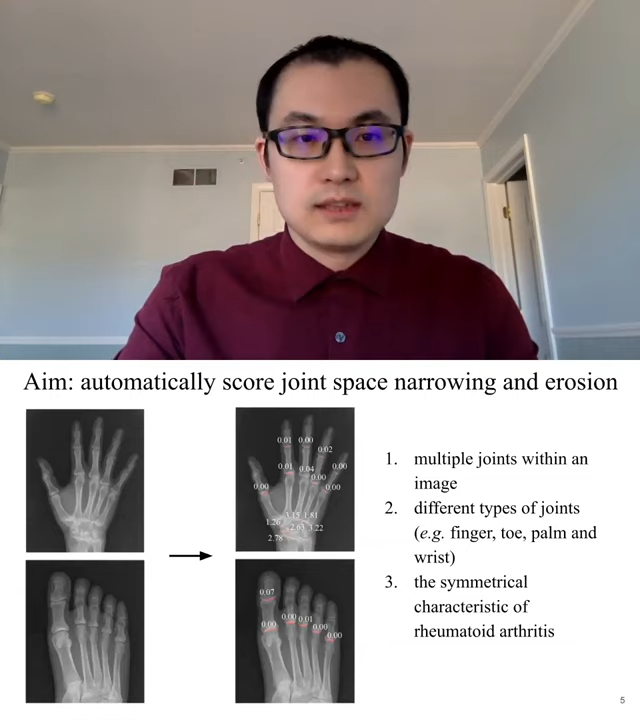 Aim: automatically score joint space narrowing and erosion
0.01 0.00
0.02
0.01 0.04 0.00
0.00 0.00
0.00
3.15 1.81
1.26
2.63 3.22
2.78
1. multiple joints within an
image
2. different types of joints
(e.g. finger, toe, palm and
wrist)
3. the symmetrical
characteristic of
rheumatoid arthritis
0.07
0.00 0.00 0.01
0.00
0.00
5